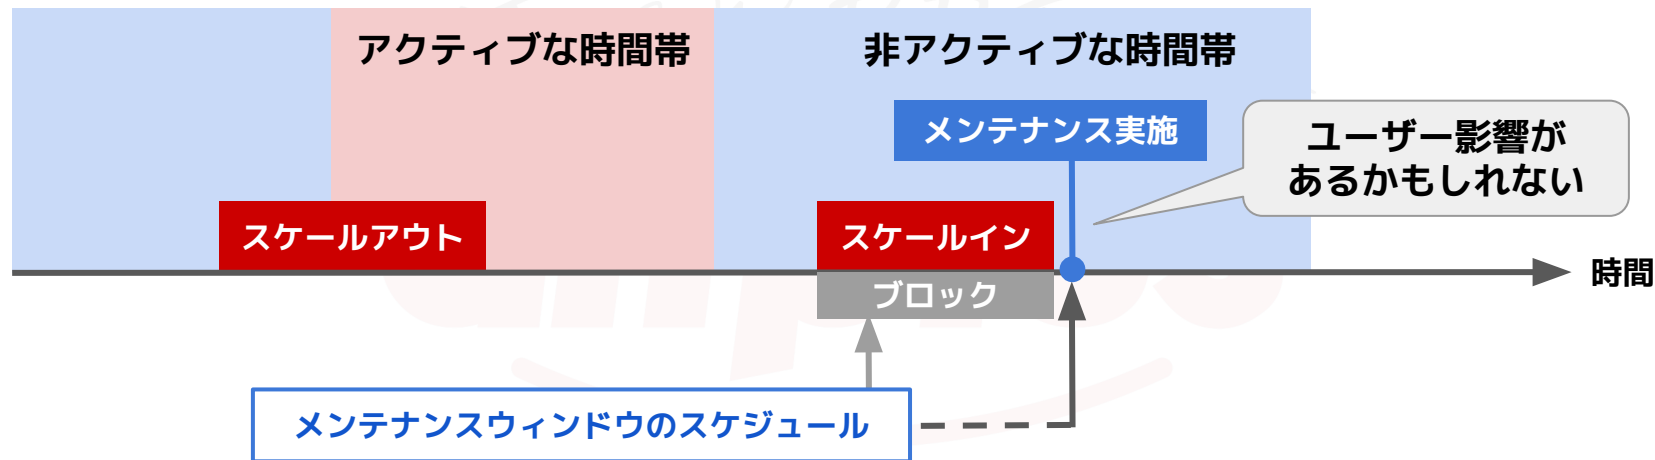 アクティブな時間帯
非アクティブな時間帯
メンテナンス実施
ユーザー影響が
あるかもしれない
スケールアウト
スケールイン
時間
ブロック
メンテナンスウィンドウのスケジュール